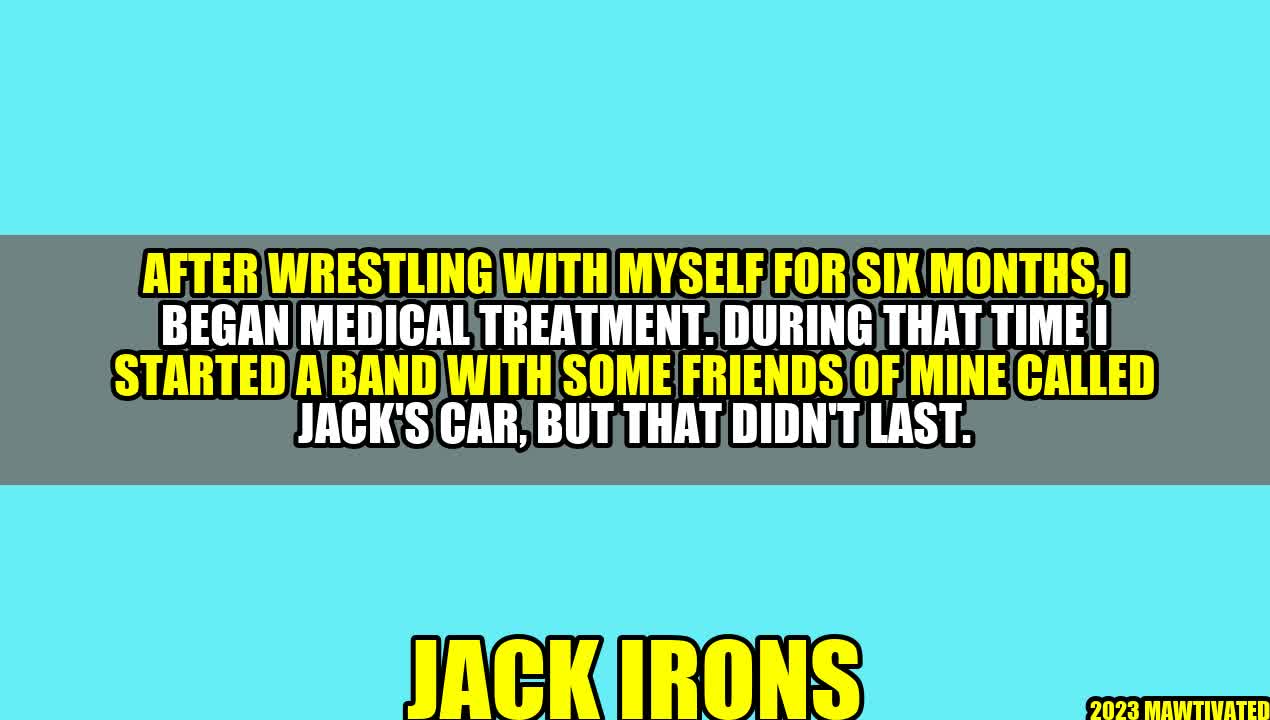 AFTER WRESTLING WITH MYSELF FOR SIX MONTHS, I
BEGAN MEDICAL TREATMENT. DURING THAT TIME I
STARTED A BAND WITH SOME FRIENDS OF MINE CALLED
JACK'S CAR, BUT THAT DIDN'T LAST.
JACK IRONS
2023 MAWTIVATED